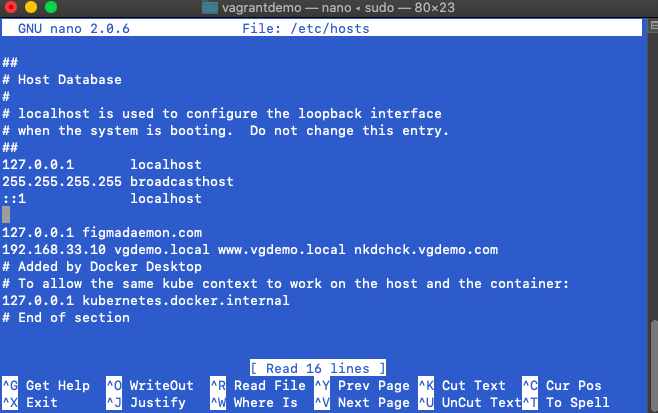 vagrantdemo — nano ◂ sudo — 80×23
GNU nano 2.0.6 File: /etc/hosts
##
# Host Database
#
# localhost is used to configure the loopback interface
# when the system is booting.  Do not change this entry.
##
127.0.0.1 localhost
255.255.255.255 broadcasthost
::1 localhost
127.0.0.1 figmadaemon.com
192.168.33.10 vgdemo.local www.vgdemo.local nkdchck.vgdemo.com
# Added by Docker Desktop
# To allow the same kube context to work on the host and the container:
127.0.0.1 kubernetes.docker.internal
# End of section
[ Read 16 lines ]
^G Get Help ^O WriteOut ^R Read File ^Y Prev Page ^K Cut Text ^C Cur Pos
^X Exit ^J Justify ^W Where Is ^V Next Page ^U UnCut Text ^T To Spell